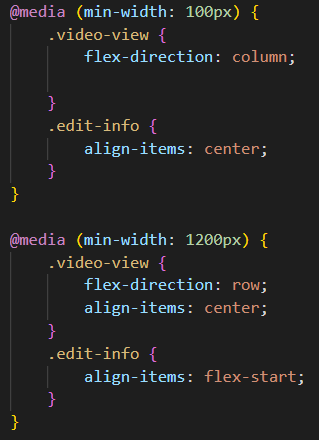 @media (min-width: 100px) {
    .video-view {
        flex-direction: column;

    }
    .edit-info {
        align-items: center;
    }
}

@media (min-width: 1200px) {
    .video-view {
        flex-direction: row;
        align-items: center;
    }
    .edit-info {
        align-items: flex-start;
    }
}